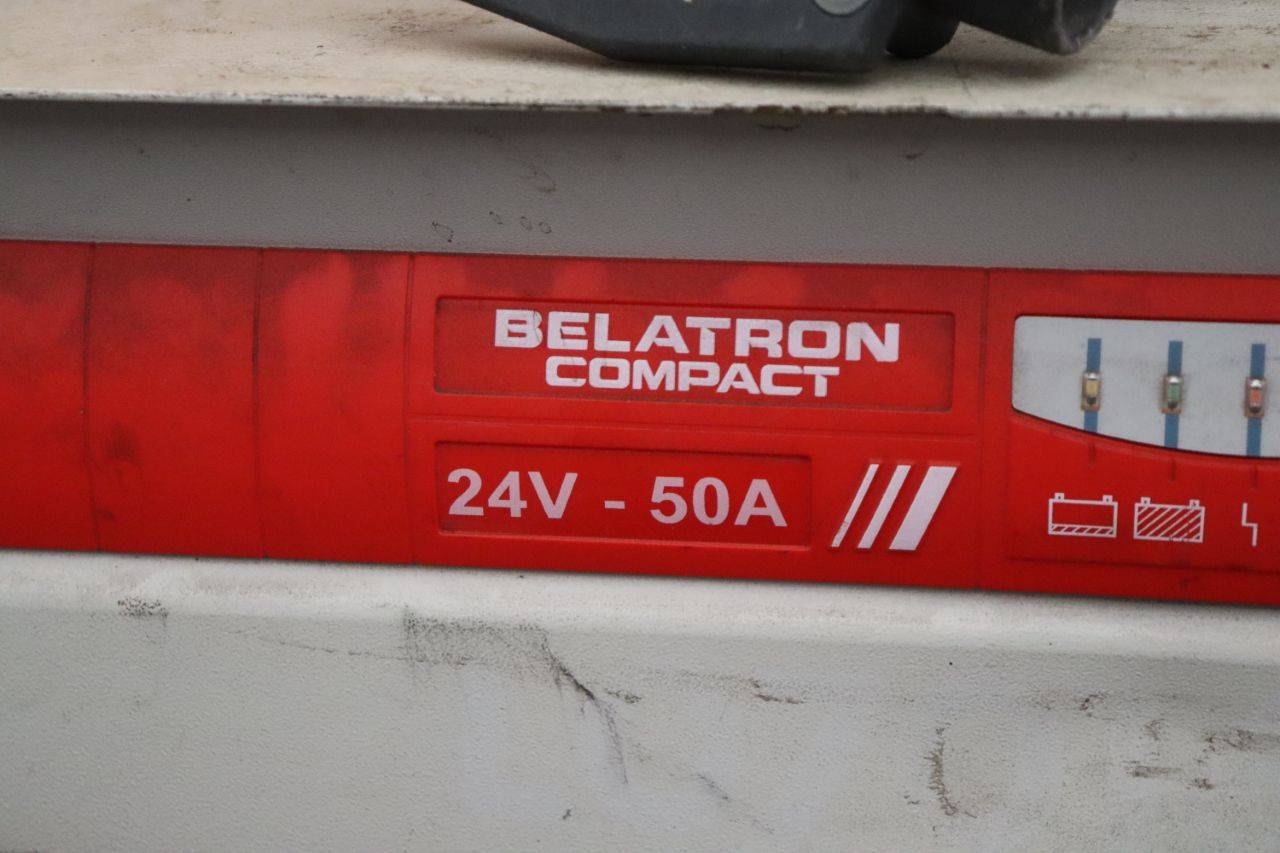 BELATRON
COMPACT
24V - 50A